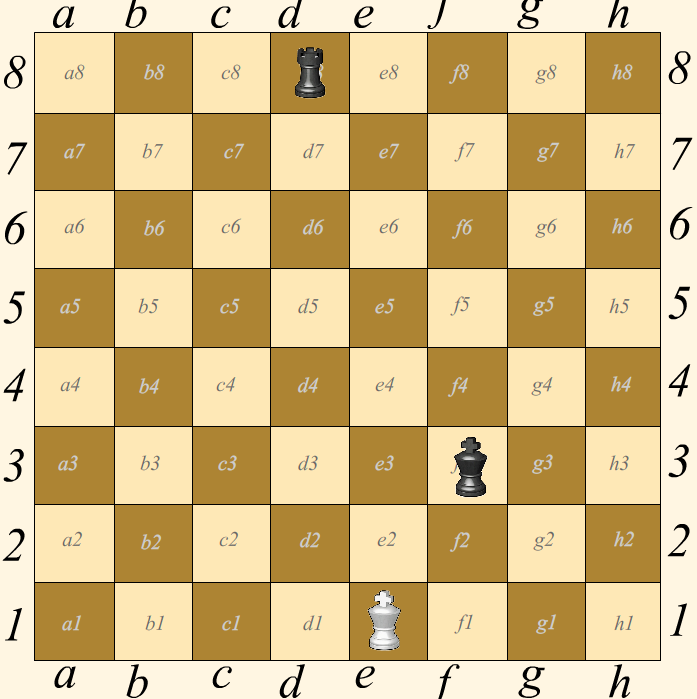 a b c d e f g h
8 a8 b8 c8 e8 f8 g8 h8 8
7 a7 b7 c7 d7 e7 f7 g7 h7 7
6 a6 b6 c6 d6 e6 f6 g6 h6 6
5 a5 b5 c5 d5 e5 f5 g5 h5 5
4 a4 b4 c4 d4 e4 f4 g4 h4 4
3 a3 b3 c3 d3 e3 g3 h3 3
2 a2 b2 c2 d2 e2 f2 g2 h2 2
1 a1 b1 c1 d1 f1 g1 h1 1
a b c d e f g h